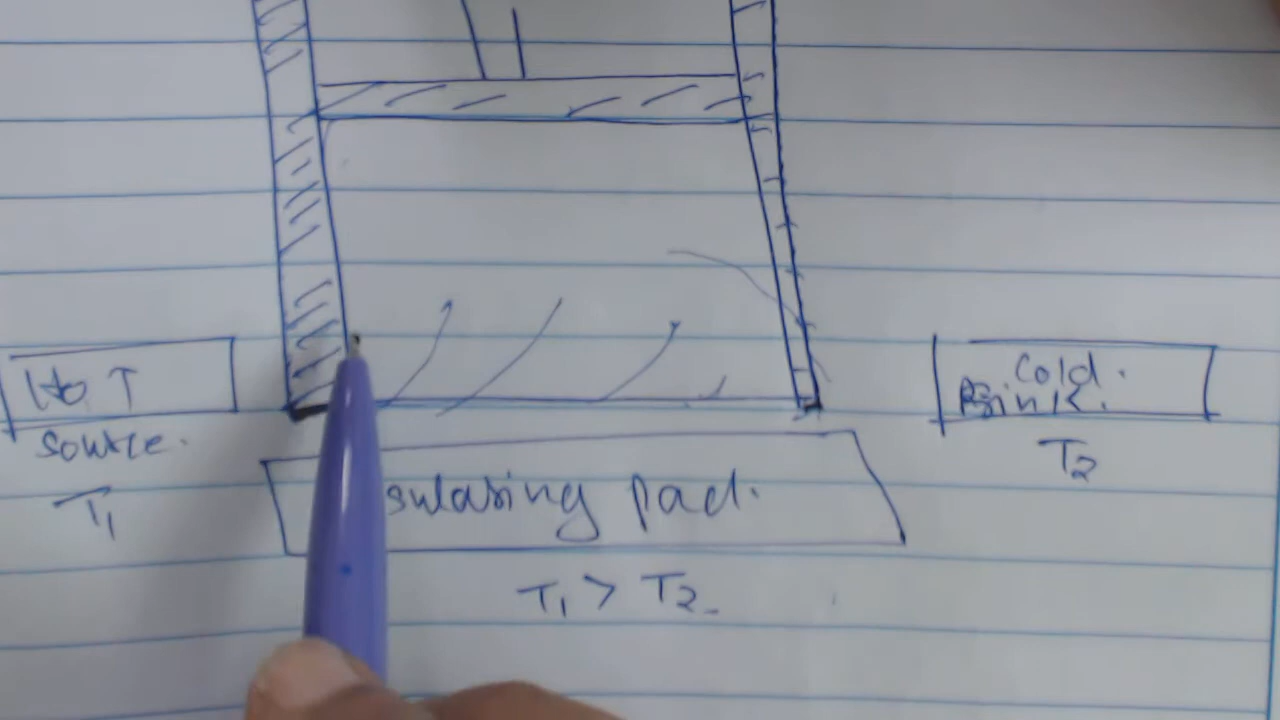 Hot
source.
T1
sulating pad.
T1 > T2
Cold.
sink.
T2